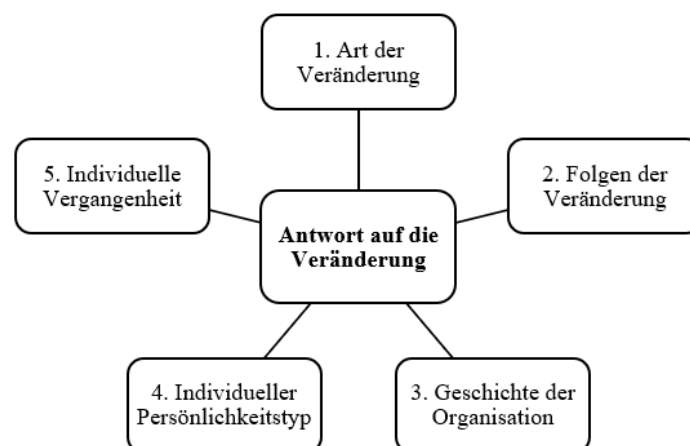 1. Art der
Veränderung
5. Individuelle
Vergangenheit
2. Folgen der
Veränderung
Antwort auf die
Veränderung
4. Individueller
Persönlichkeitstyp
3. Geschichte der
Organisation